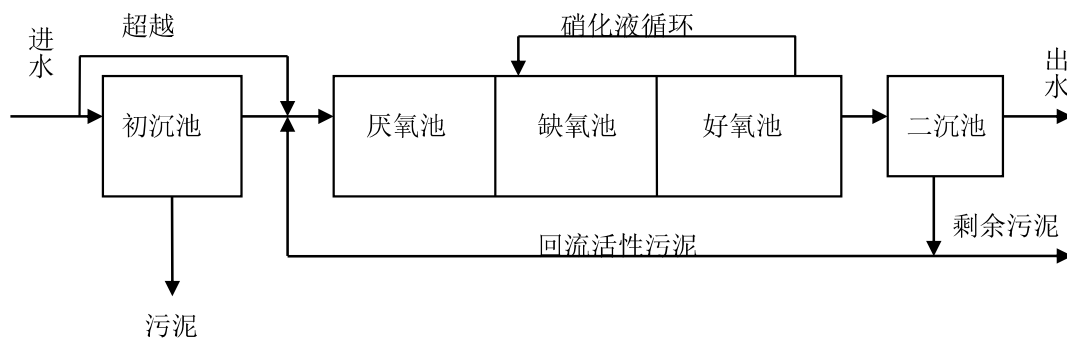 超越
硝化液循环
进水
出水
初沉池
厌氧池
缺氧池
好氧池
二沉池
剩余污泥
回流活性污泥
污泥